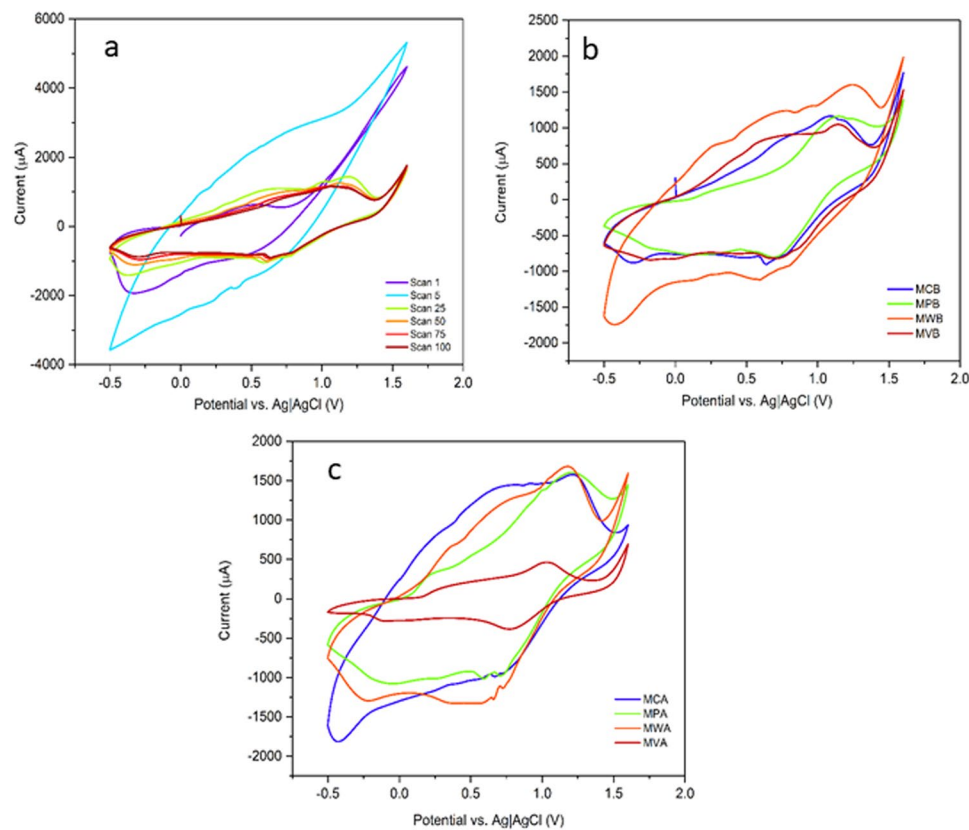 a
6000
4000
2000
0
-2000
-4000
Current (μA)
-0.5 0.0 0.5 1.0 1.5 2.0
Potential vs. Ag|AgCl (V)
Scan 1
Scan 5
Scan 25
Scan 50
Scan 75
Scan 100
b
2500
2000
1500
1000
500
0
-500
-1000
-1500
-2000
Current (μA)
-0.5 0.0 0.5 1.0 1.5 2.0
Potential vs. Ag|AgCl (V)
MCB
MPB
MWB
MVB
c
2000
1500
1000
500
0
-500
-1000
-1500
-2000
Current (μA)
-0.5 0.0 0.5 1.0 1.5 2.0
Potential vs. Ag|AgCl (V)
MCA
MPA
MWA
MVA